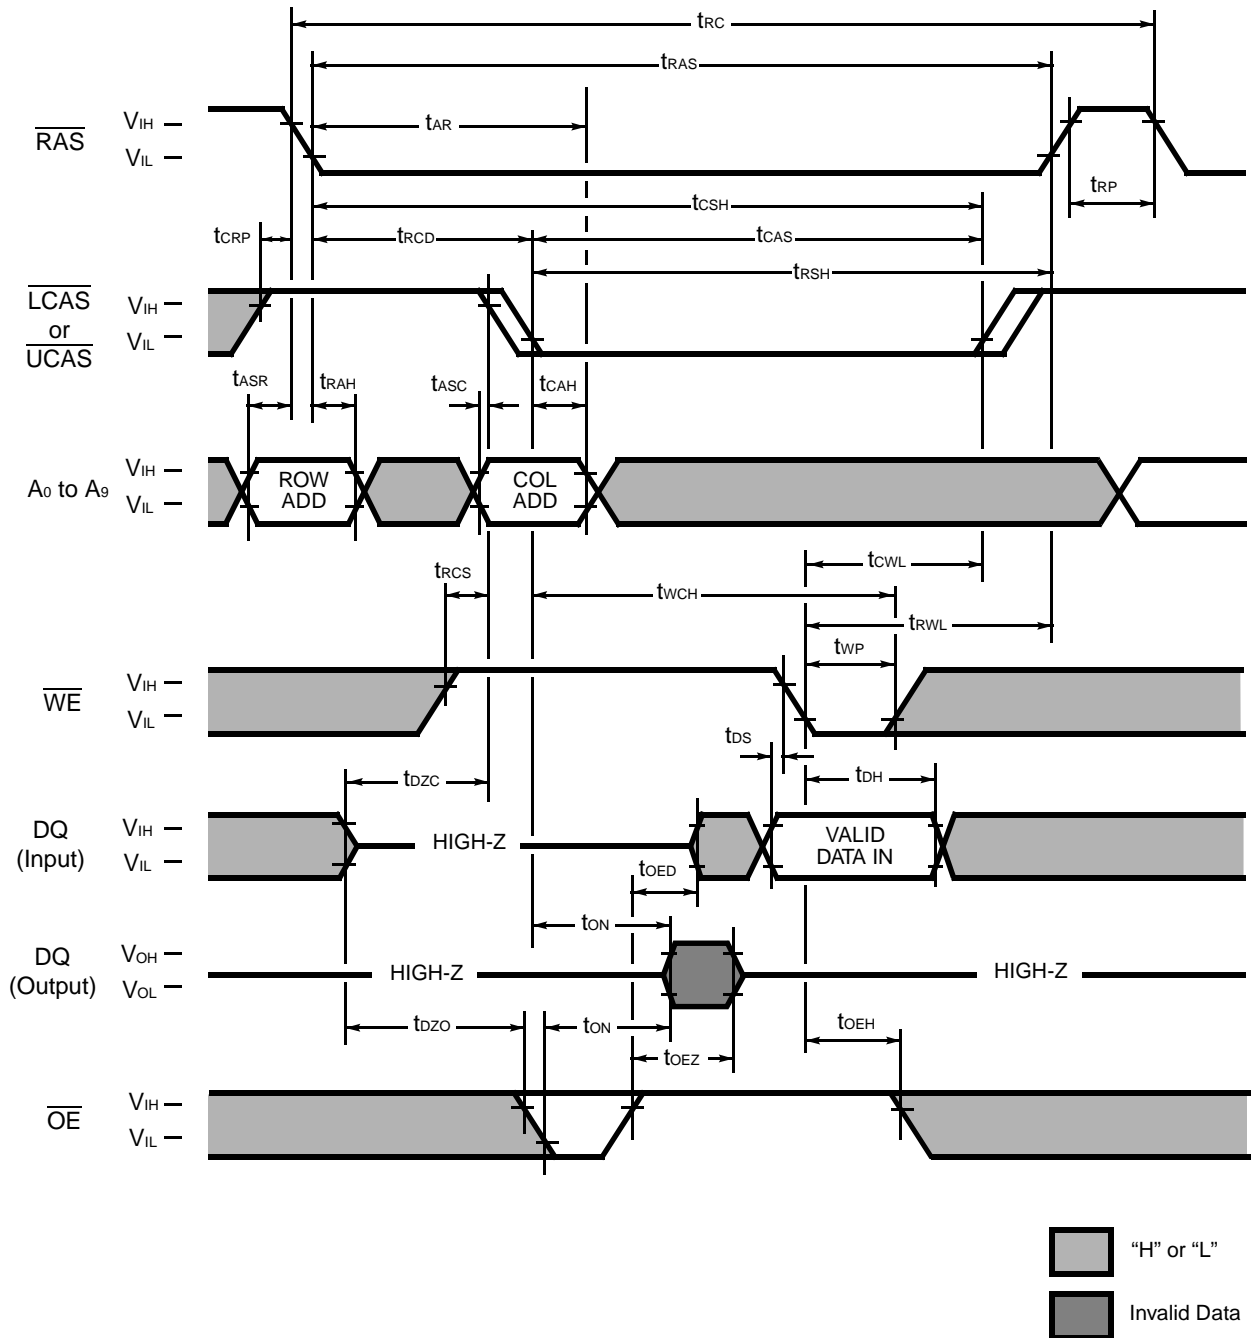 tRC
tRAS
RAS
VIH
VIL
tAR
tRP
tCSH
tCRP
tRCD
tCAS
tRSH
LCAS
or
UCAS
VIH
VIL
tASR
tRAH
tASC
tCAH
A0 to A9
VIH
VIL
ROW
ADD
COL
ADD
tRCS
tCWL
tWCH
tRWL
tWP
WE
VIH
VIL
tDS
tDZC
tDH
DQ
(Input)
VIH
VIL
HIGH-Z
VALID
DATA IN
tOED
tON
DQ
(Output)
VOH
VOL
HIGH-Z
HIGH-Z
tDZO
tON
tOEZ
tOEH
OE
VIH
VIL
“H” or “L”
Invalid Data